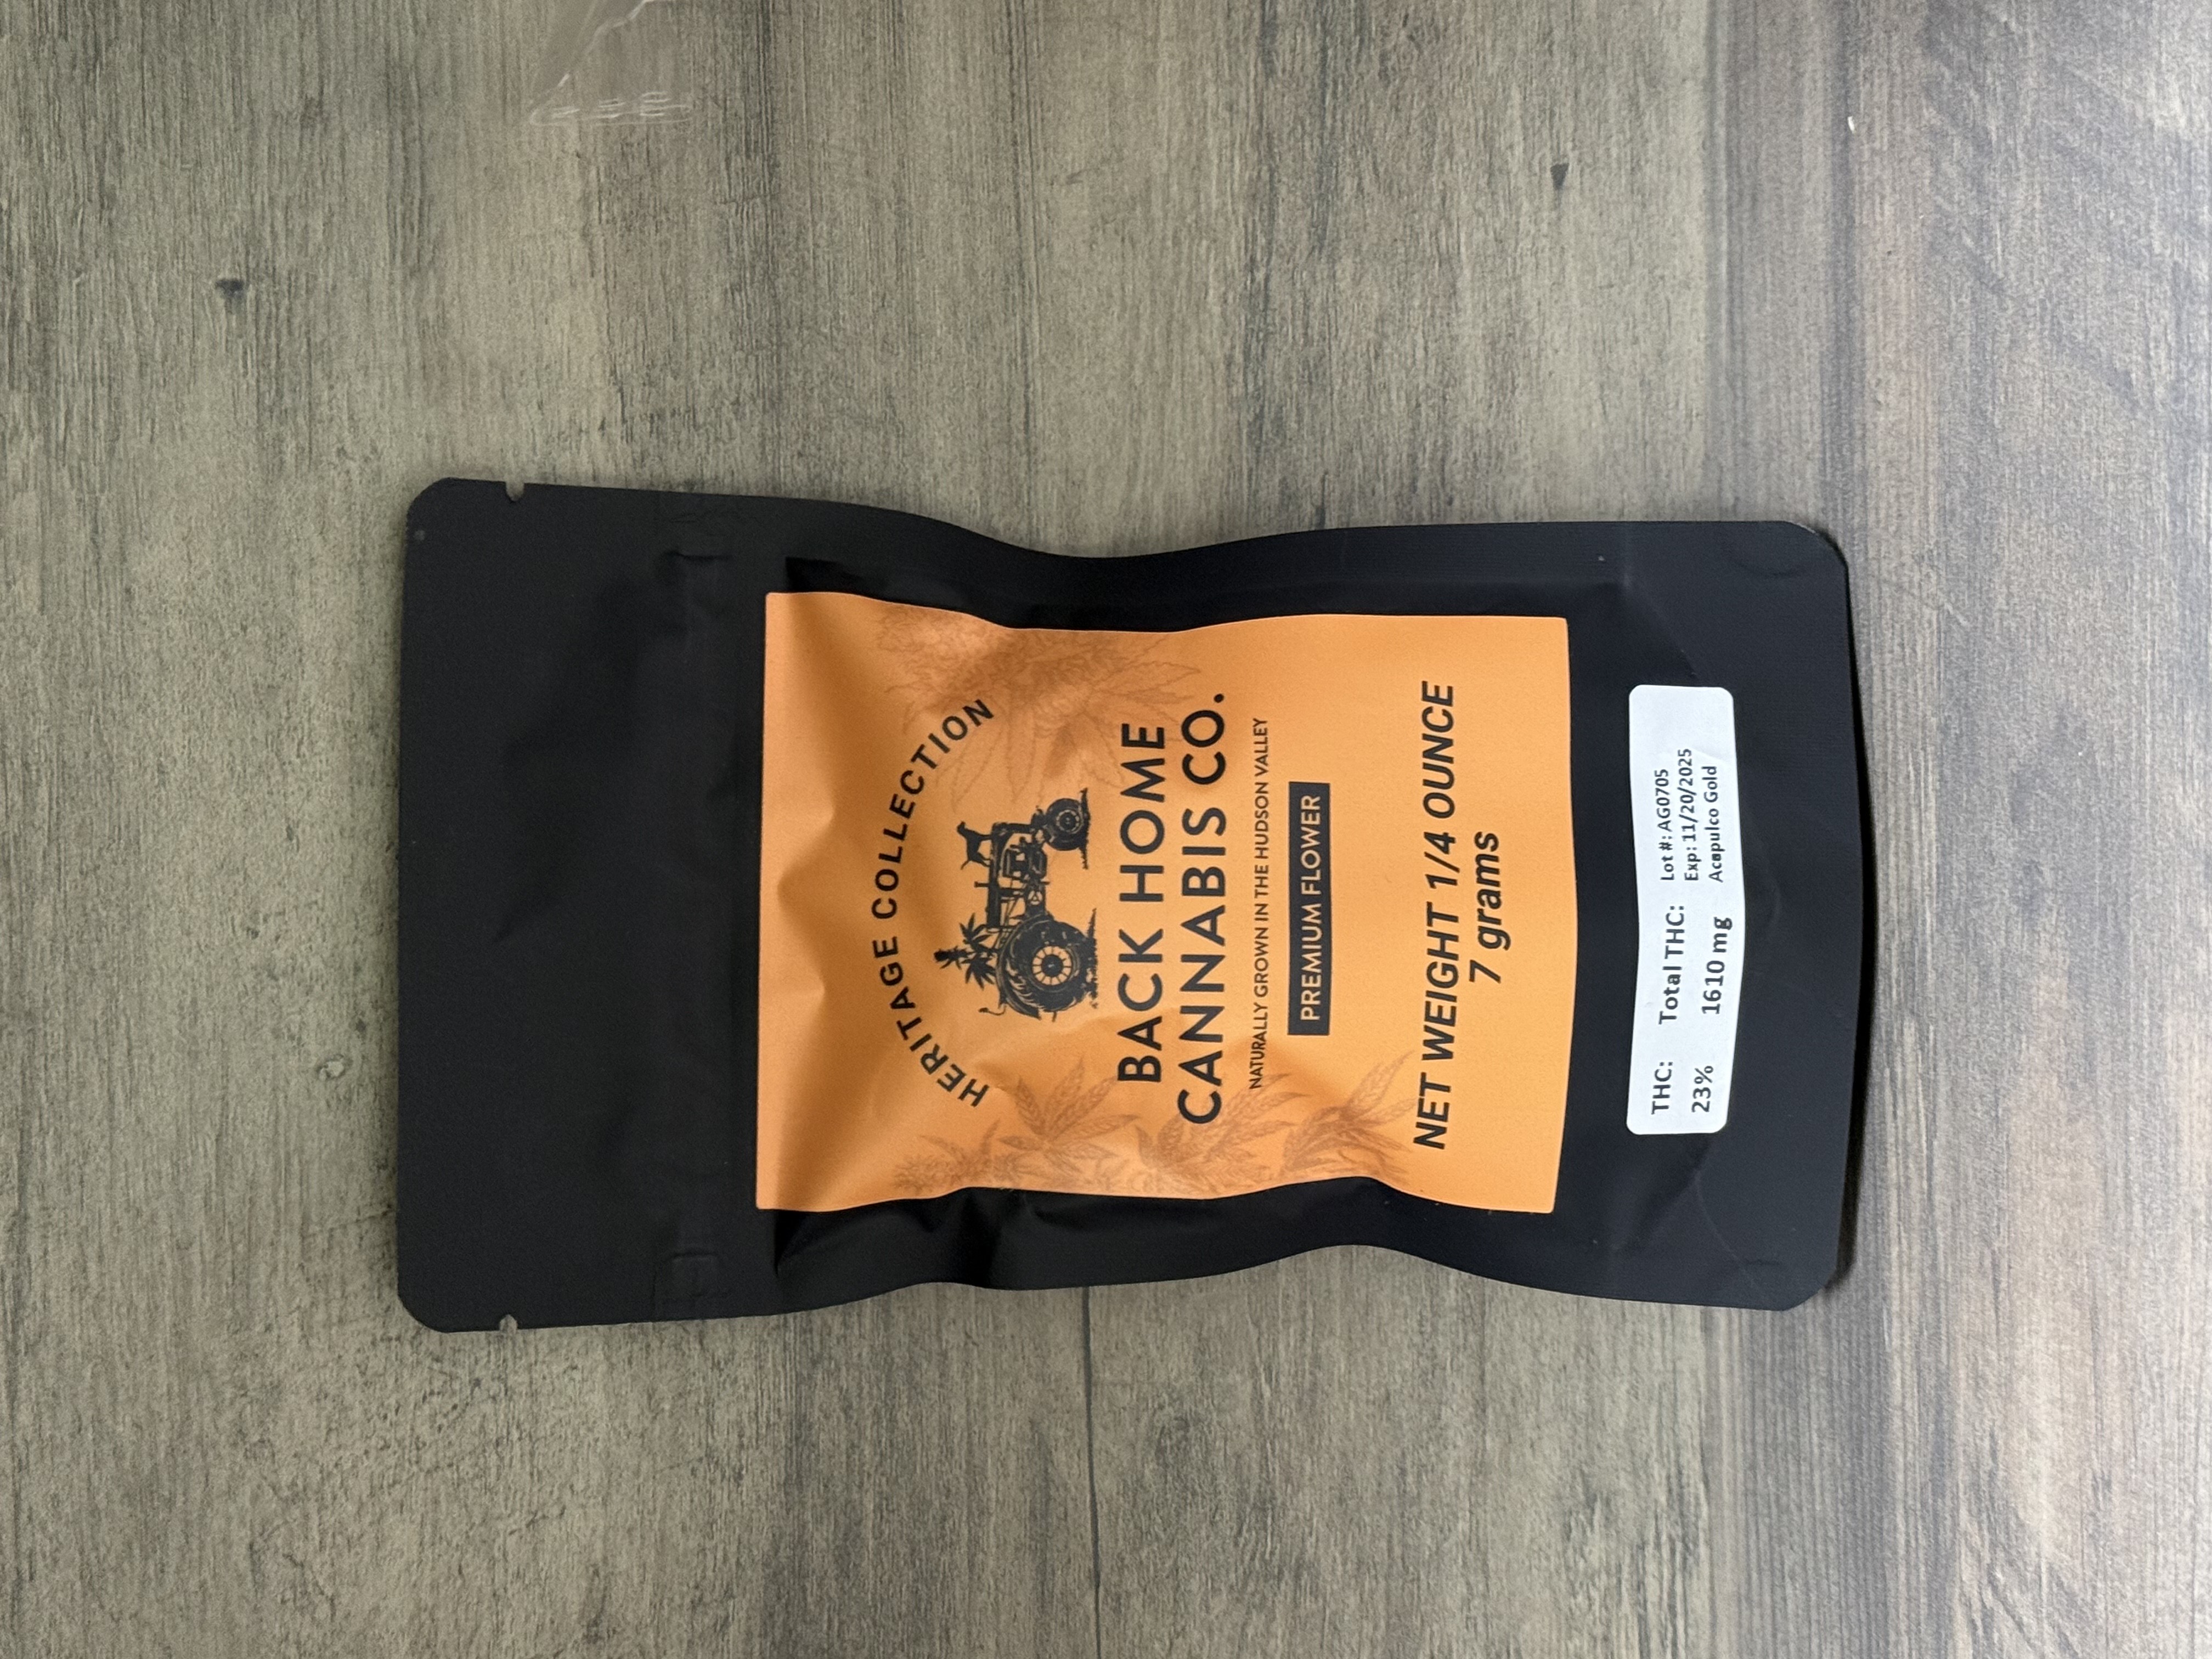 HERITAGE COLLECTION
BACK HOME
CANNABIS CO.
NATURALLY GROWN IN THE HUDSON VALLEY
PREMIUM FLOWER
NET WEIGHT 1/4 OUNCE
7 grams
THC: Total THC: Lot #: AG0705
23% 1610 mg Exp: 11/20/2025
Acapulco Gold